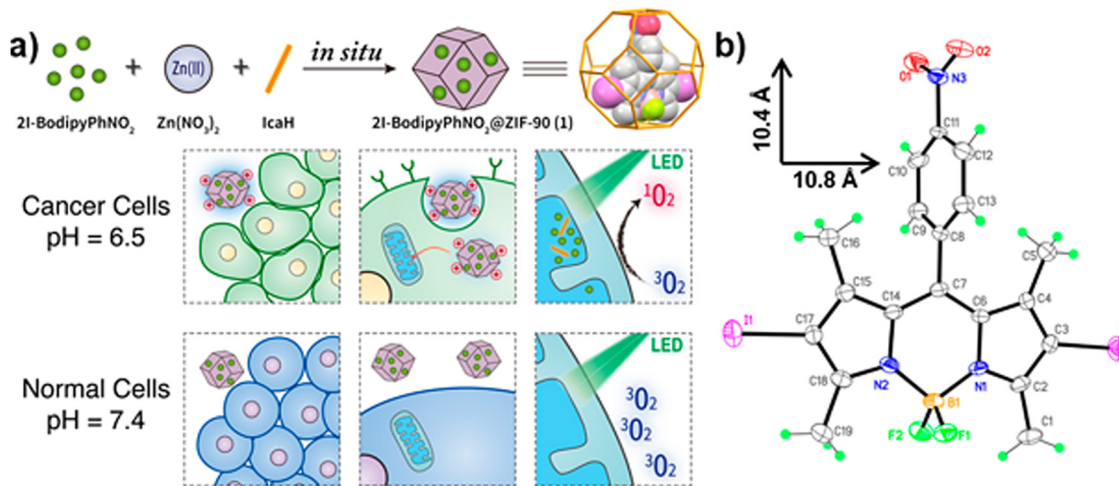 a)
Zn(II)
in situ
2I-BodipyPhNO₂
Zn(NO₃)₂
IcaH
2I-BodipyPhNO₂@ZIF-90 (1)
Cancer Cells
pH = 6.5
LED
¹O₂
³O₂
Normal Cells
pH = 7.4
LED
³O₂
³O₂
³O₂
b)
10.4 Å
10.8 Å
O1
O2
N3
C11
C10
C12
C9
C13
C8
C16
C5
C15
C7
C4
C14
C6
I1
C17
C3
C18
N2
N1
C2
B1
C19
F2
F1
C1